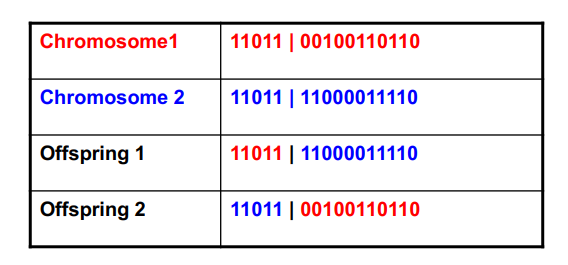 Chromosome1 11011 | 00100110110
Chromosome 2 11011 | 11000011110
Offspring 1 11011 | 11000011110
Offspring 2 11011 | 00100110110